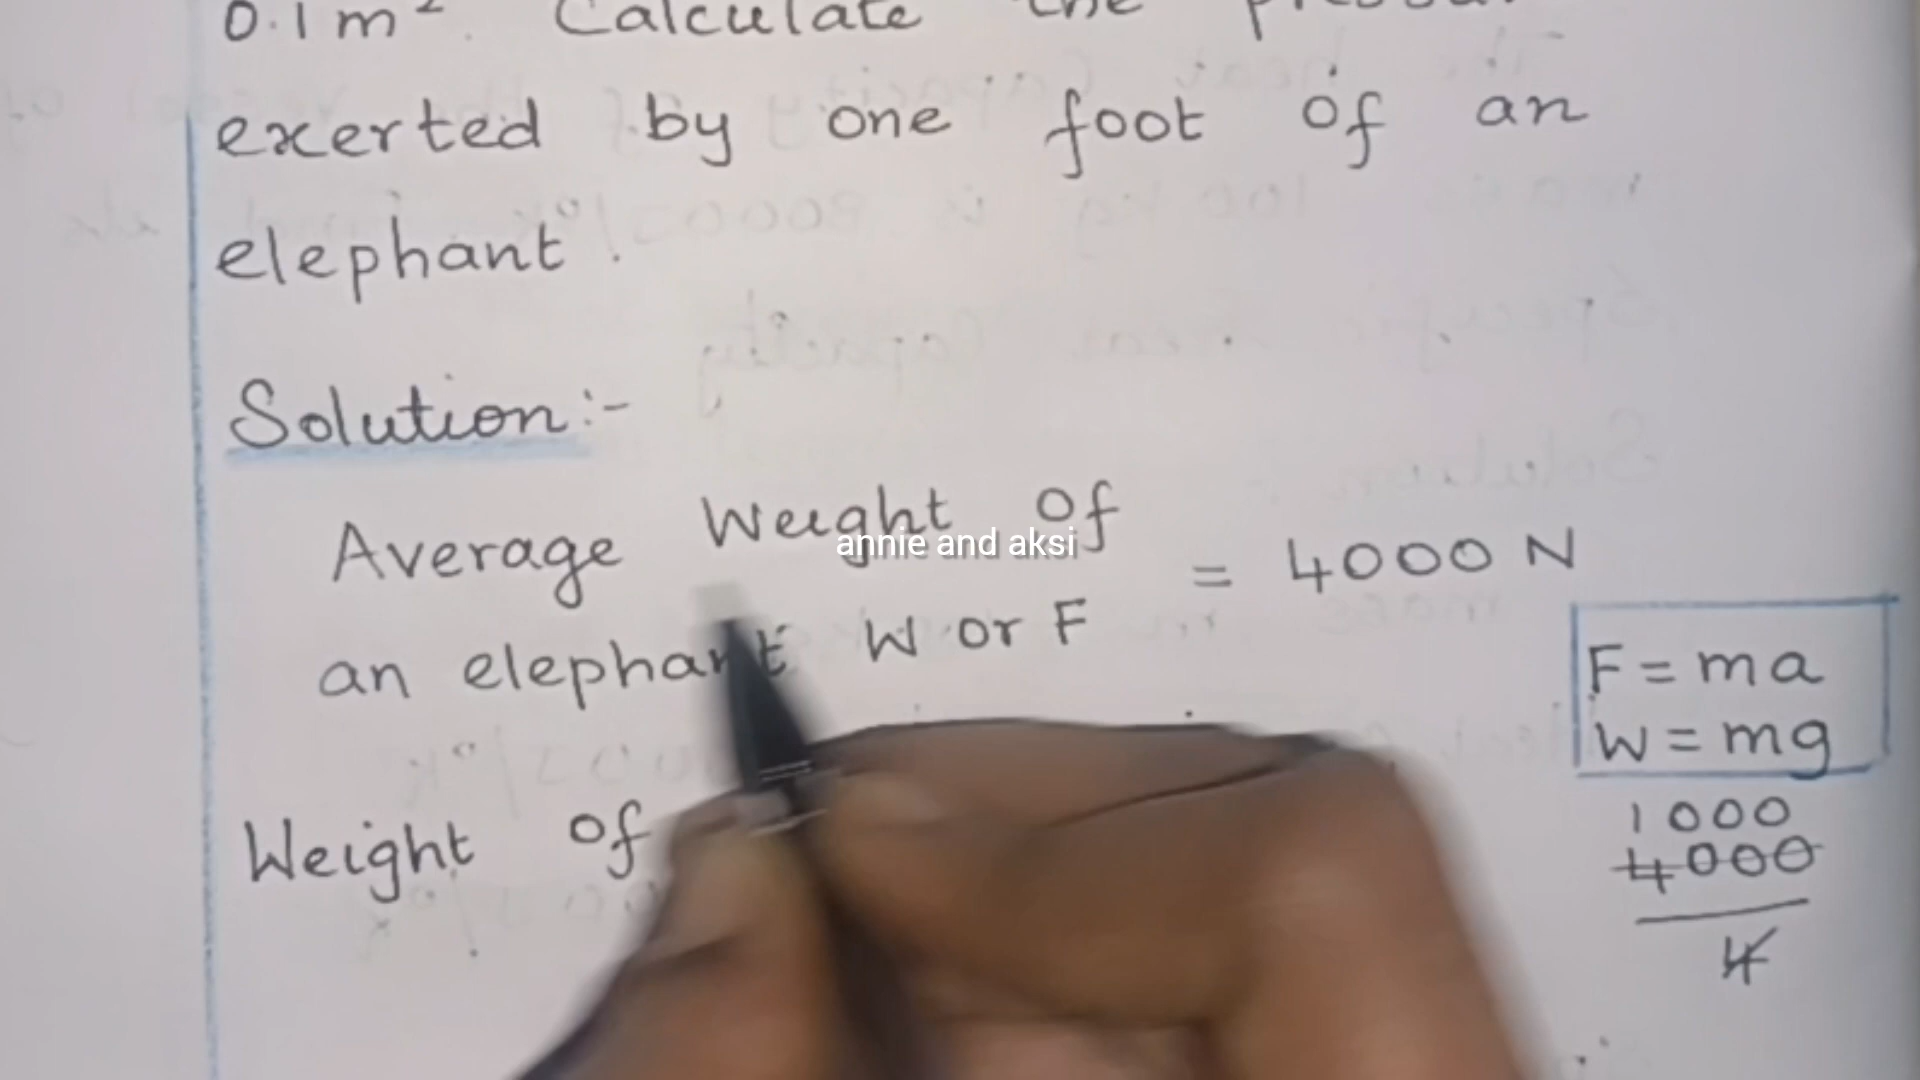 0.1 m² Calculate the
exerted by one foot of an
elephant".
Solution:-
Average Weight of
an elephant W or F = 4000 N
annie and aksi
F = ma
W = mg
Weight of
1000
4000
4